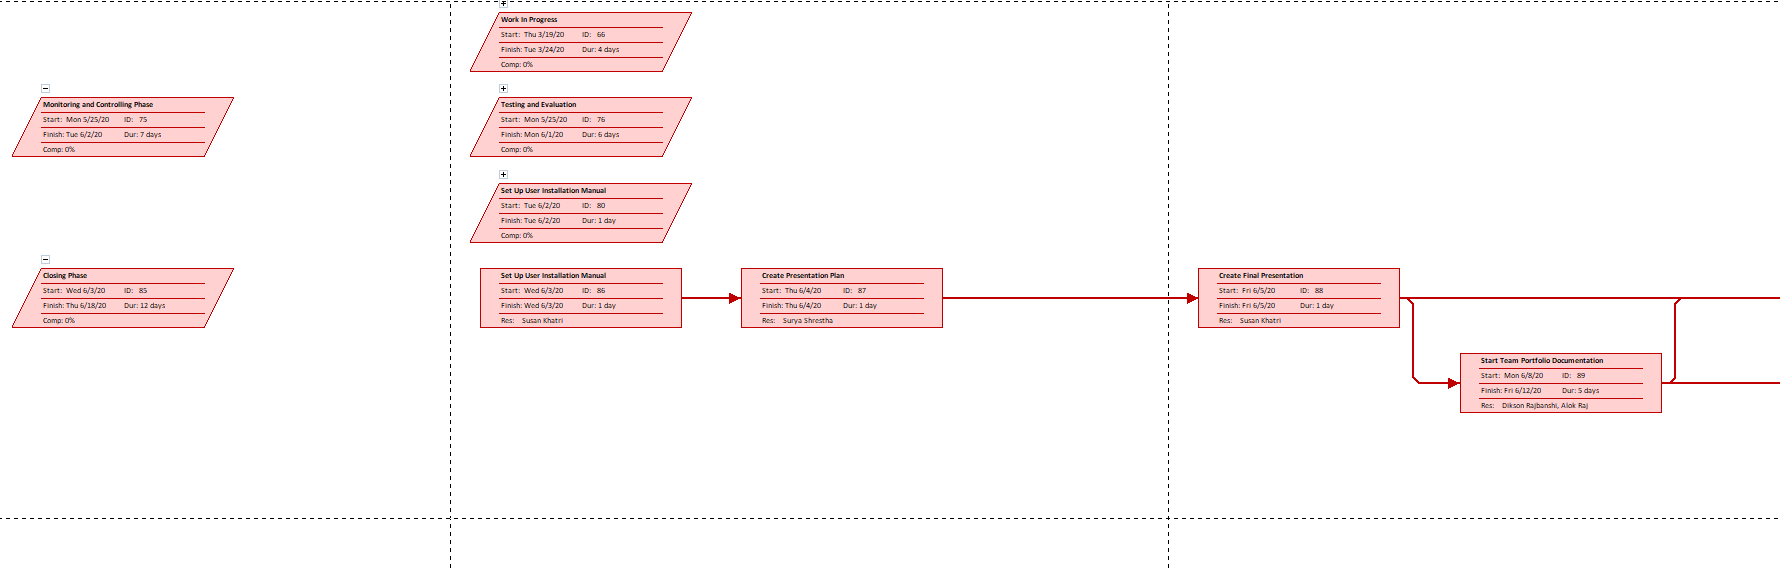 Work In Progress
Start: Thu 3/19/20 ID: 66
Finish: Tue 3/24/20 Dur: 4 days
Comp: 0%
Monitoring and Controlling Phase
Start: Mon 5/25/20 ID: 75
Finish: Tue 6/2/20 Dur: 7 days
Comp: 0%
Testing and Evaluation
Start: Mon 5/25/20 ID: 76
Finish: Mon 6/1/20 Dur: 6 days
Comp: 0%
Set Up User Installation Manual
Start: Tue 6/2/20 ID: 80
Finish: Tue 6/2/20 Dur: 1 day
Comp: 0%
Closing Phase
Start: Wed 6/3/20 ID: 85
Finish: Thu 6/18/20 Dur: 12 days
Comp: 0%
Set Up User Installation Manual
Start: Wed 6/3/20 ID: 86
Finish: Wed 6/3/20 Dur: 1 day
Res: Susan Khatri
Create Presentation Plan
Start: Thu 6/4/20 ID: 87
Finish: Thu 6/4/20 Dur: 1 day
Res: Surya Shrestha
Create Final Presentation
Start: Fri 6/5/20 ID: 88
Finish: Fri 6/5/20 Dur: 1 day
Res: Susan Khatri
Start Team Portfolio Documentation
Start: Mon 6/8/20 ID: 89
Finish: Fri 6/12/20 Dur: 5 days
Res: Dikson Rajbanshi, Alok Raj